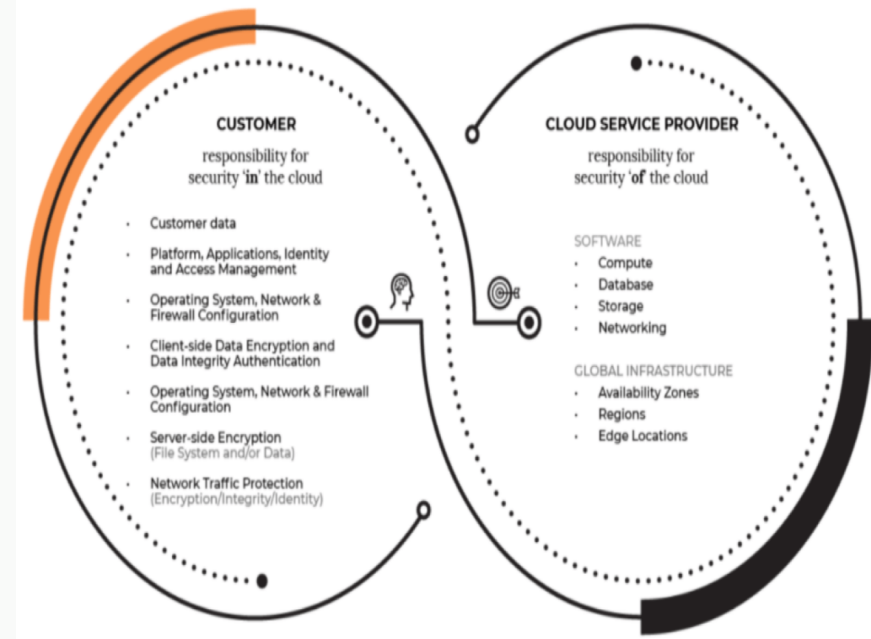 CUSTOMER
responsibility for
security 'in' the cloud
· Customer data
· Platform, Applications, Identity
and Access Management
· Operating System, Network &
Firewall Configuration
· Client-side Data Encryption and
Data Integrity Authentication
· Operating System, Network & Firewall
Configuration
· Server-side Encryption
(File System and/or Data)
· Network Traffic Protection
(Encryption/Integrity/Identity)
CLOUD SERVICE PROVIDER
responsibility for
security 'of' the cloud
SOFTWARE
· Compute
· Database
· Storage
· Networking
GLOBAL INFRASTRUCTURE
· Availability Zones
· Regions
· Edge Locations